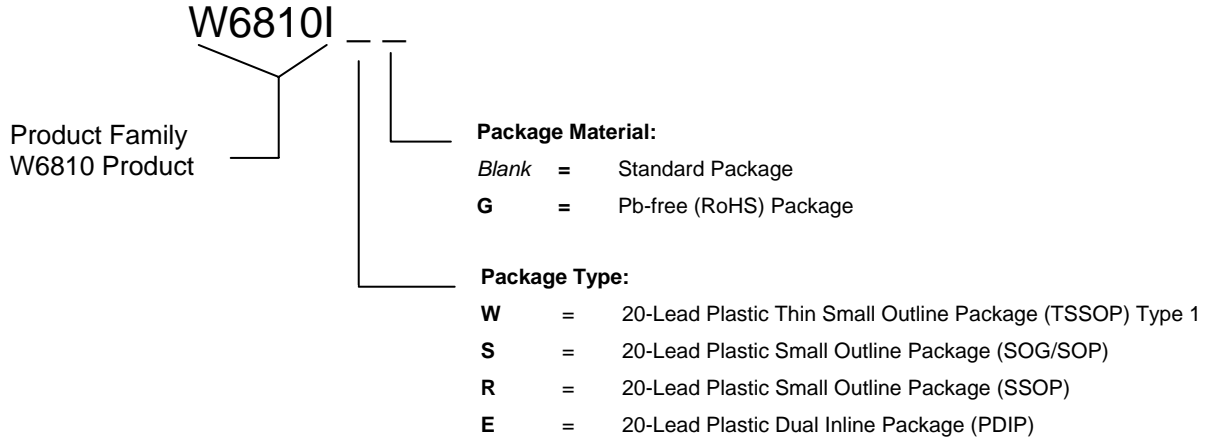 W6810I _ _
Product Family
W6810 Product
Package Material:
Blank = Standard Package
G = Pb-free (RoHS) Package
Package Type:
W = 20-Lead Plastic Thin Small Outline Package (TSSOP) Type 1
S = 20-Lead Plastic Small Outline Package (SOG/SOP)
R = 20-Lead Plastic Small Outline Package (SSOP)
E = 20-Lead Plastic Dual Inline Package (PDIP)